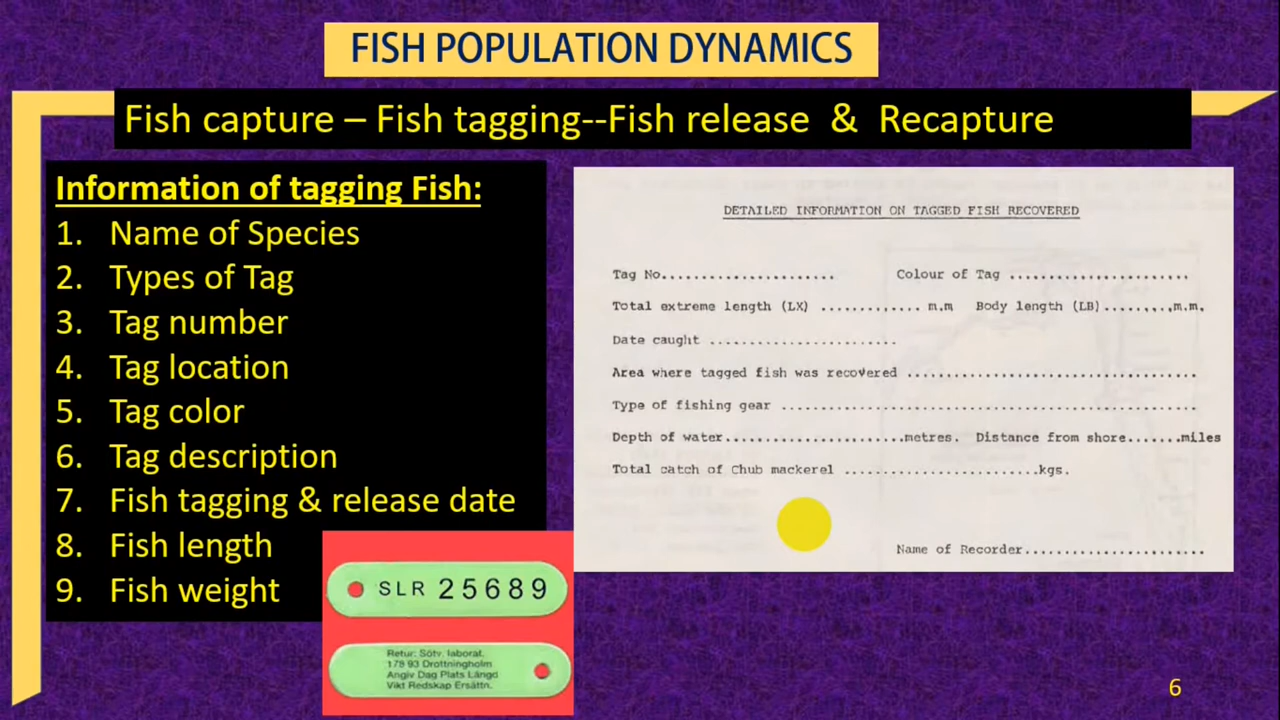 FISH POPULATION DYNAMICS
Fish capture – Fish tagging--Fish release & Recapture
Information of tagging Fish:
1. Name of Species
2. Types of Tag
3. Tag number
4. Tag location
5. Tag color
6. Tag description
7. Fish tagging & release date
8. Fish length
9. Fish weight
DETAILED INFORMATION ON TAGGED FISH RECOVERED
Tag No...................... Colour of Tag .......................
Total extreme length (LX) ............. m.m Body length (LB).........m.m.
Date caught ........................
Area where tagged fish was recovered .....................................
Type of fishing gear .....................................................
Depth of water.......................metres. Distance from shore.......miles
Total catch of Chub mackerel .........................kgs.
Name of Recorder.......................
SLR 25689
Retur: Sötv. laborat.
178 93 Drottningholm
Angiv Dag Plats Längd
Vikt Redskap Ersättn.
6